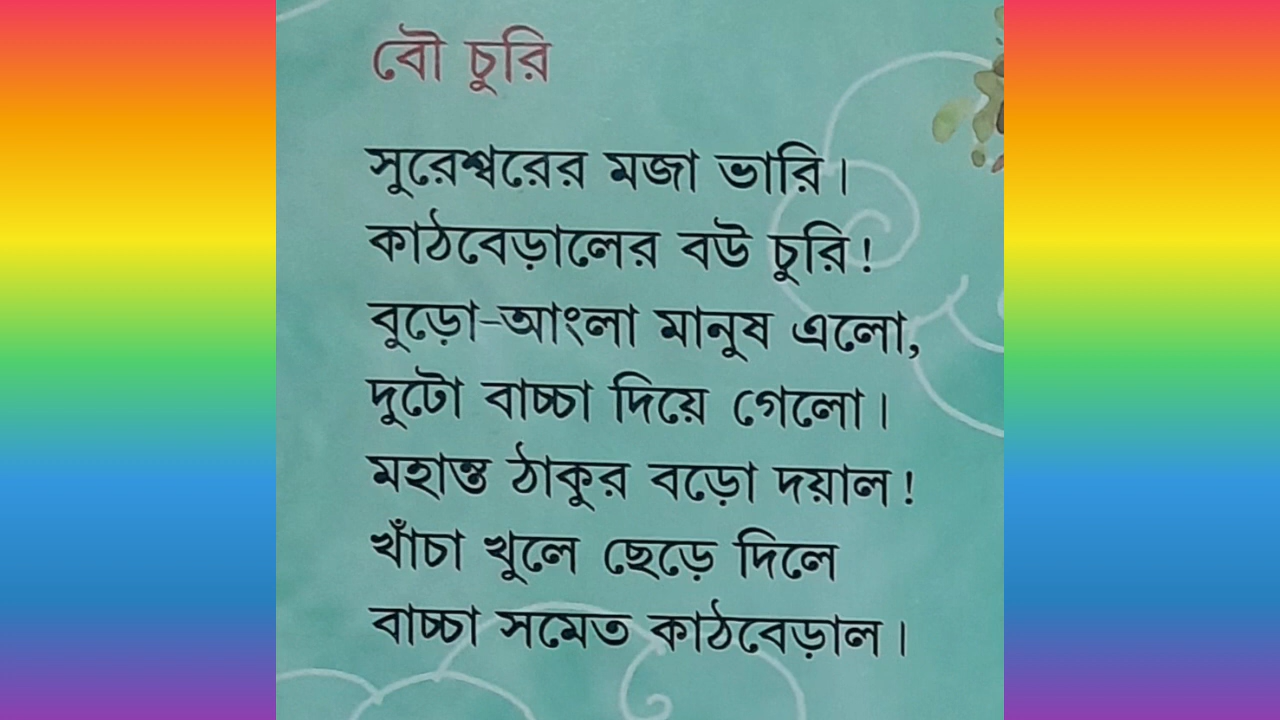 বৌ চুরি
সুরেশ্বরের মজা ভারি।
কাঠবেড়ালের বউ চুরি!
বুড়ো-আংলা মানুষ এলো,
দুটো বাচ্চা দিয়ে গেলো।
মহান্ত ঠাকুর বড়ো দয়াল!
খাঁচা খুলে ছেড়ে দিলে
বাচ্চা সমেত কাঠবেড়াল।